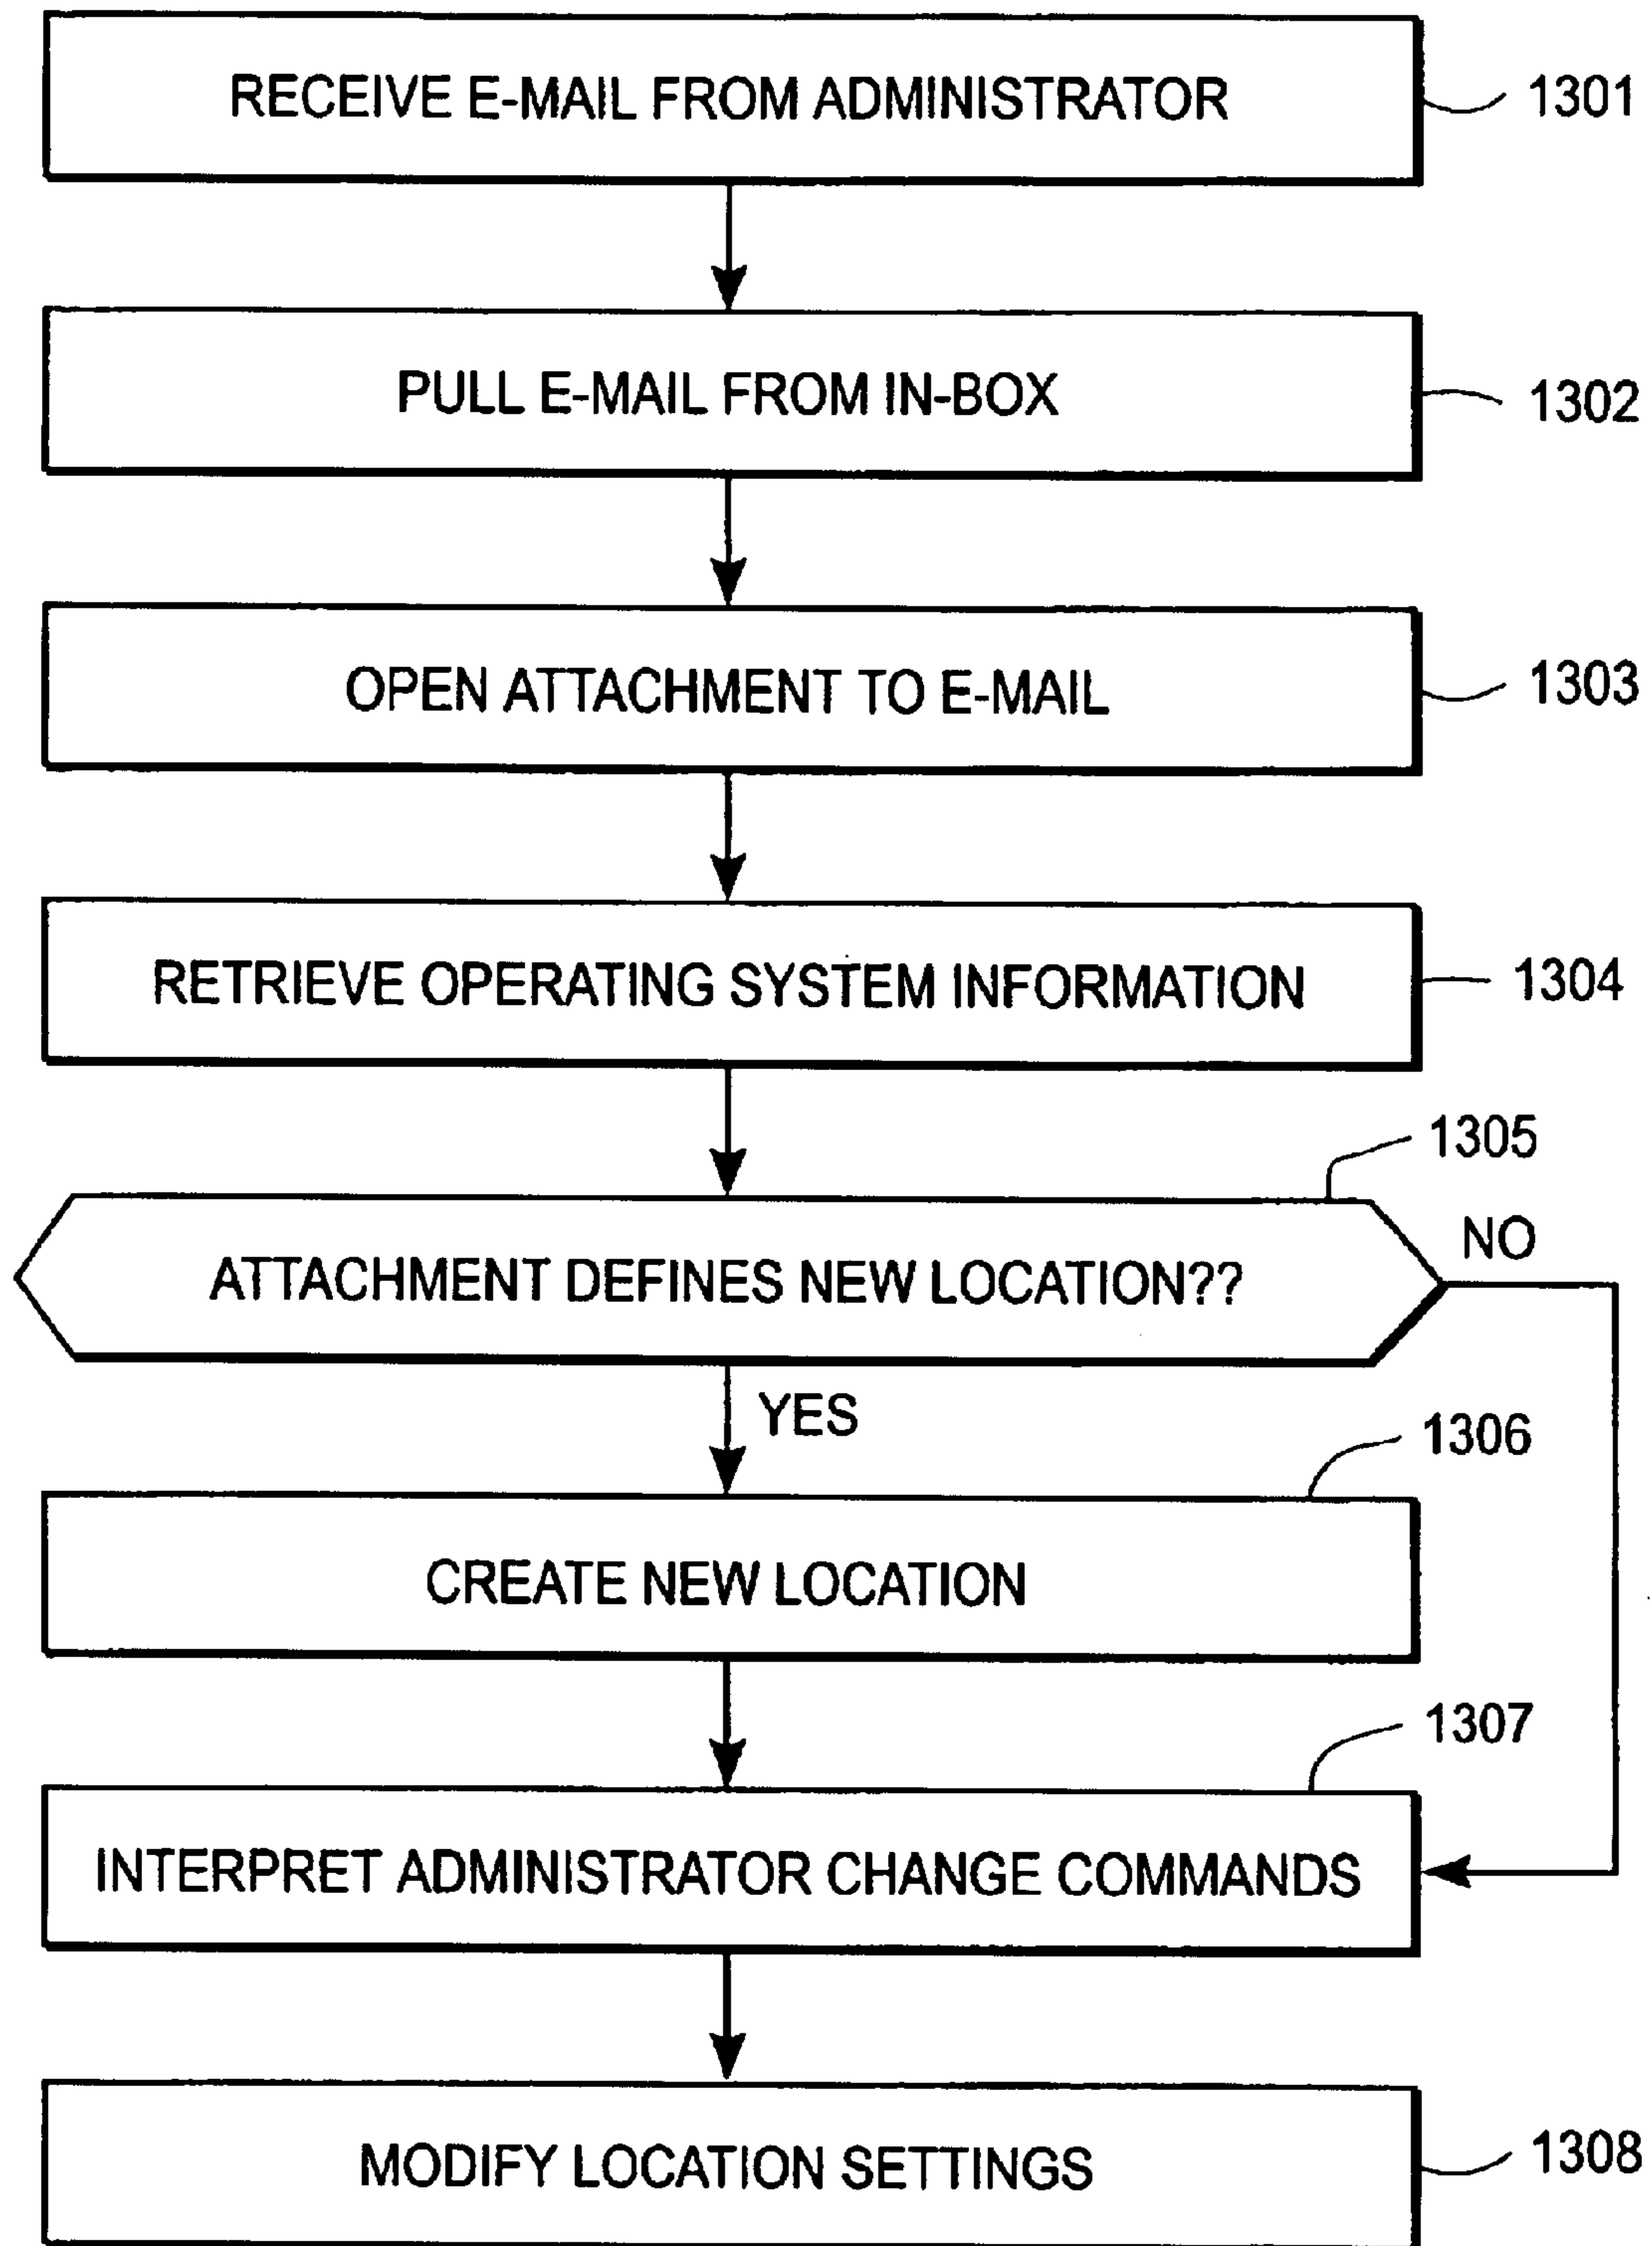 RECEIVE E-MAIL FROM ADMINISTRATOR
1301
PULL E-MAIL FROM IN-BOX
1302
OPEN ATTACHMENT TO E-MAIL
1303
RETRIEVE OPERATING SYSTEM INFORMATION
1304
1305
ATTACHMENT DEFINES NEW LOCATION??
NO
YES
1306
CREATE NEW LOCATION
1307
INTERPRET ADMINISTRATOR CHANGE COMMANDS
MODIFY LOCATION SETTINGS
1308